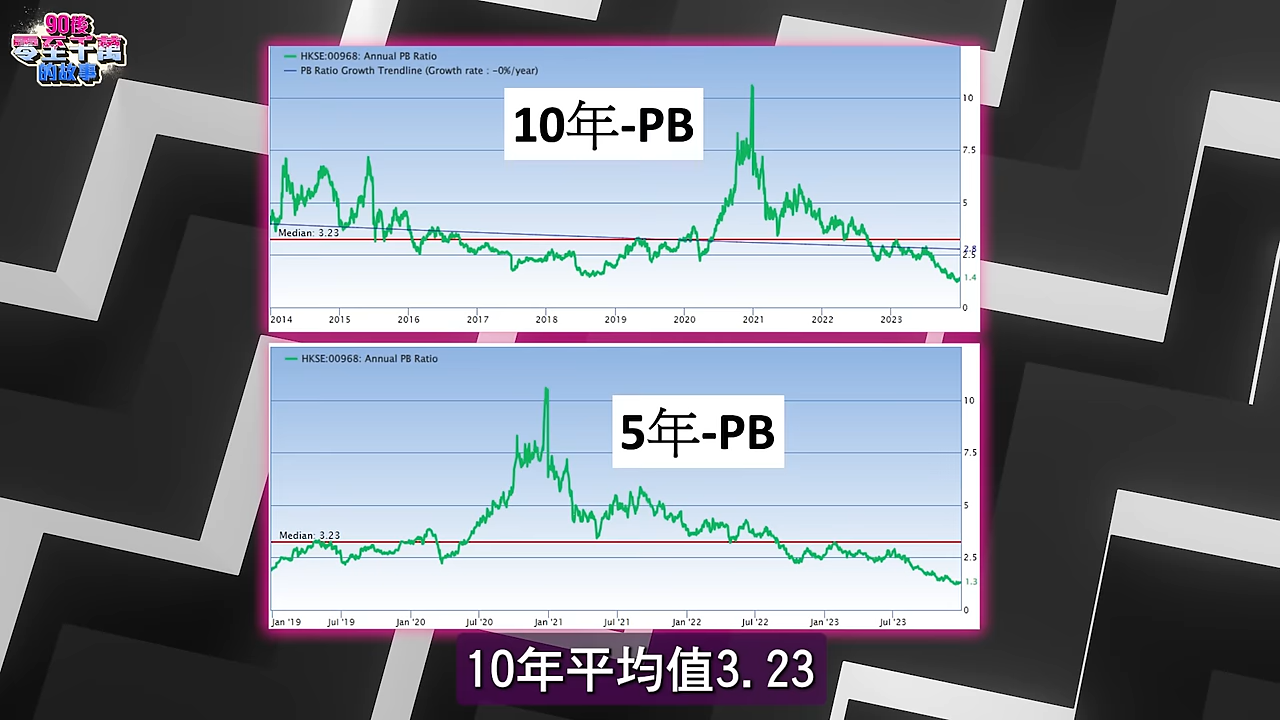 90後
零至千萬
的故事
HKSE:00968: Annual PB Ratio
PB Ratio Growth Trendline (Growth rate : -0%/year)
10年-PB
10
7.5
5
Median: 3.23
2.8
2.5
1.4
0
2014 2015 2016 2017 2018 2019 2020 2021 2022 2023
HKSE:00968: Annual PB Ratio
5年-PB
10
7.5
5
Median: 3.23
2.5
1.3
0
Jan '19 Jul '19 Jan '20 Jul '20 Jan '21 Jul '21 Jan '22 Jul '22 Jan '23 Jul '23
10年平均值3.23